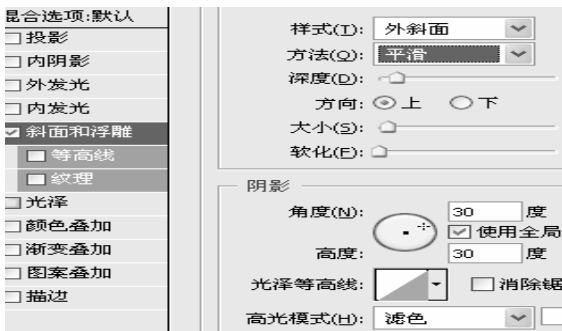 混合选项:默认
投影
内阴影
外发光
内发光
斜面和浮雕
等高线
纹理
光泽
颜色叠加
渐变叠加
图案叠加
描边
样式(T): 外斜面
方法(Q): 平滑
深度(D):
方向: 上 下
大小(S):
软化(F):
阴影
角度(N): 30 度
使用全局
高度: 30 度
光泽等高线: 消除锯
高光模式(H): 滤色